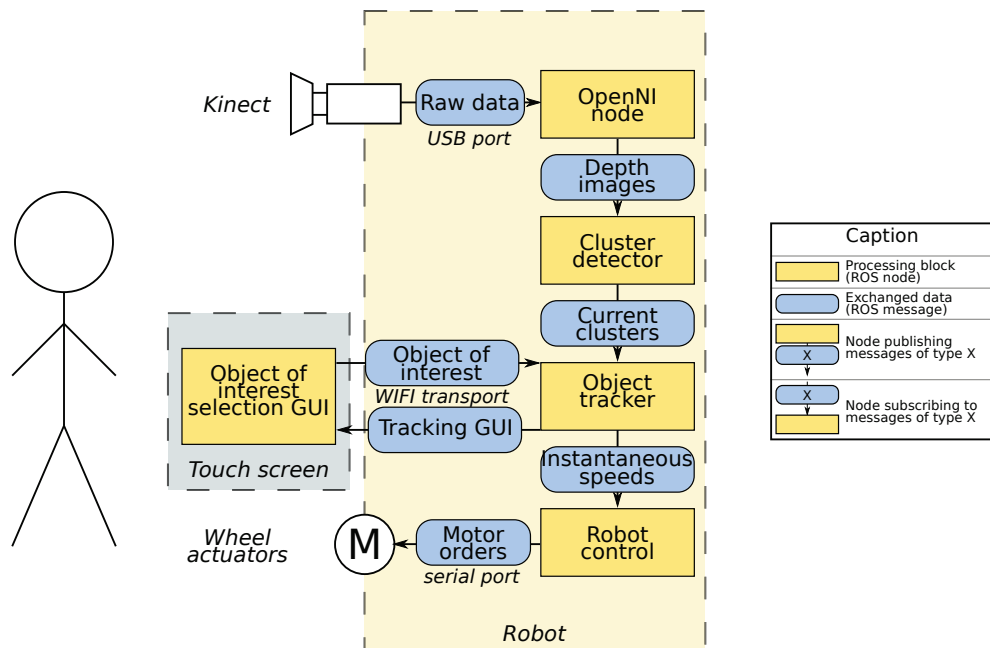 Kinect
Raw data
USB port
OpenNI
node
Depth
images
Cluster
detector
Current
clusters
Object of
interest
selection GUI
Touch screen
Object of
interest
WIFI transport
Tracking GUI
Object
tracker
Instantaneous
speeds
Wheel
actuators
M
Motor
orders
serial port
Robot
control
Robot
Caption
Processing block
(ROS node)
Exchanged data
(ROS message)
X
Node publishing
messages of type X
X
Node subscribing to
messages of type X